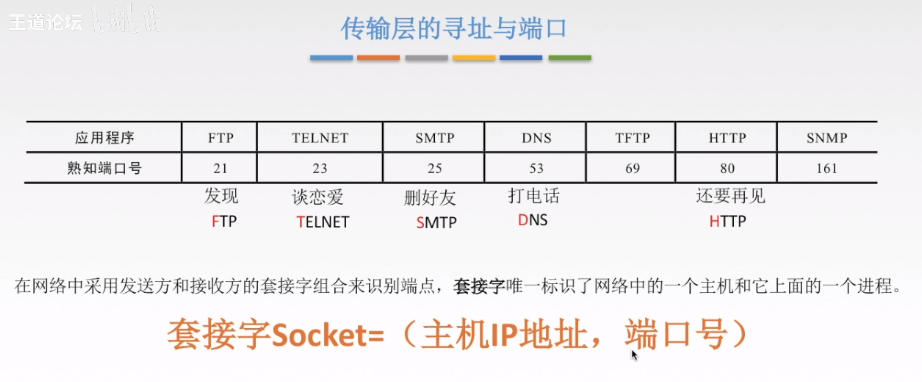 王道论坛
传输层的寻址与端口
应用程序 FTP TELNET SMTP DNS TFTP HTTP SNMP
熟知端口号 21 23 25 53 69 80 161
发现 谈恋爱 删好友 打电话 还要再见
FTP TELNET SMTP DNS HTTP
在网络中采用发送方和接收方的套接字组合来识别端点，套接字唯一标识了网络中的一个主机和它上面的一个进程。
套接字Socket=（主机IP地址，端口号）